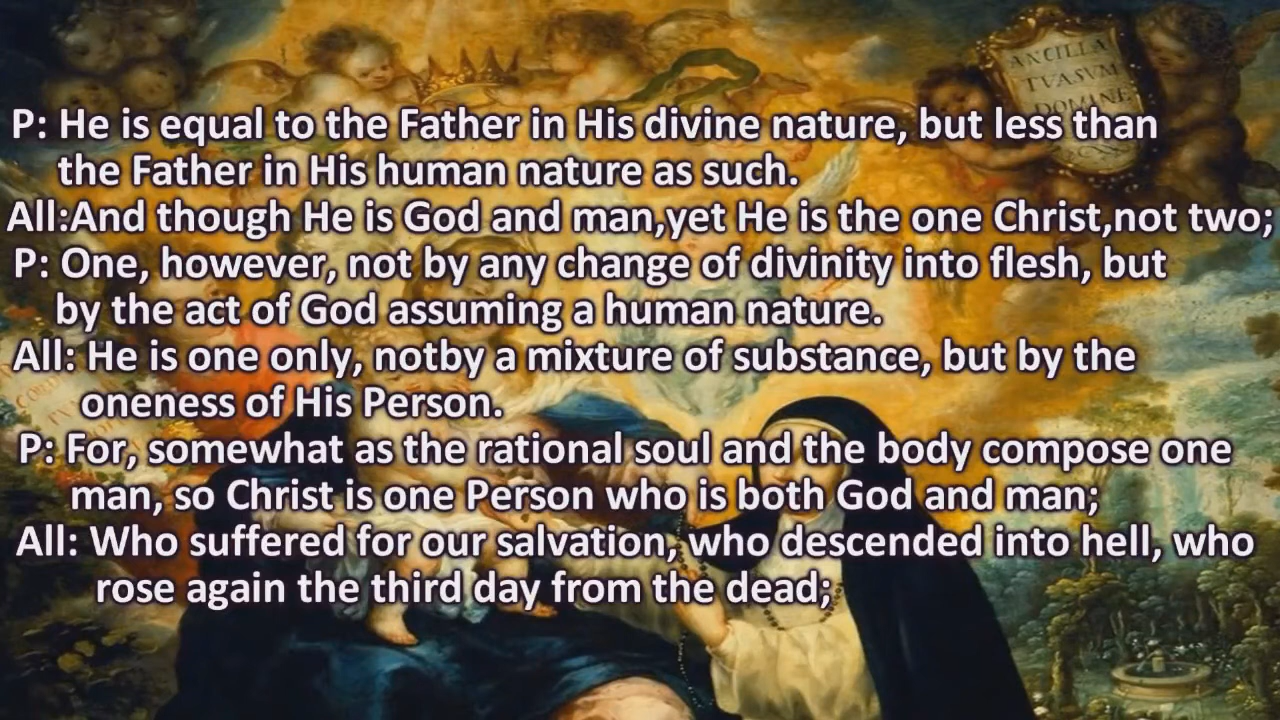 ANCILLA
TVASVM
DOMINE
P: He is equal to the Father in His divine nature, but less than
the Father in His human nature as such.
All:And though He is God and man,yet He is the one Christ,not two;
P: One, however, not by any change of divinity into flesh, but
by the act of God assuming a human nature.
All: He is one only, notby a mixture of substance, but by the
oneness of His Person.
P: For, somewhat as the rational soul and the body compose one
man, so Christ is one Person who is both God and man;
All: Who suffered for our salvation, who descended into hell, who
rose again the third day from the dead;